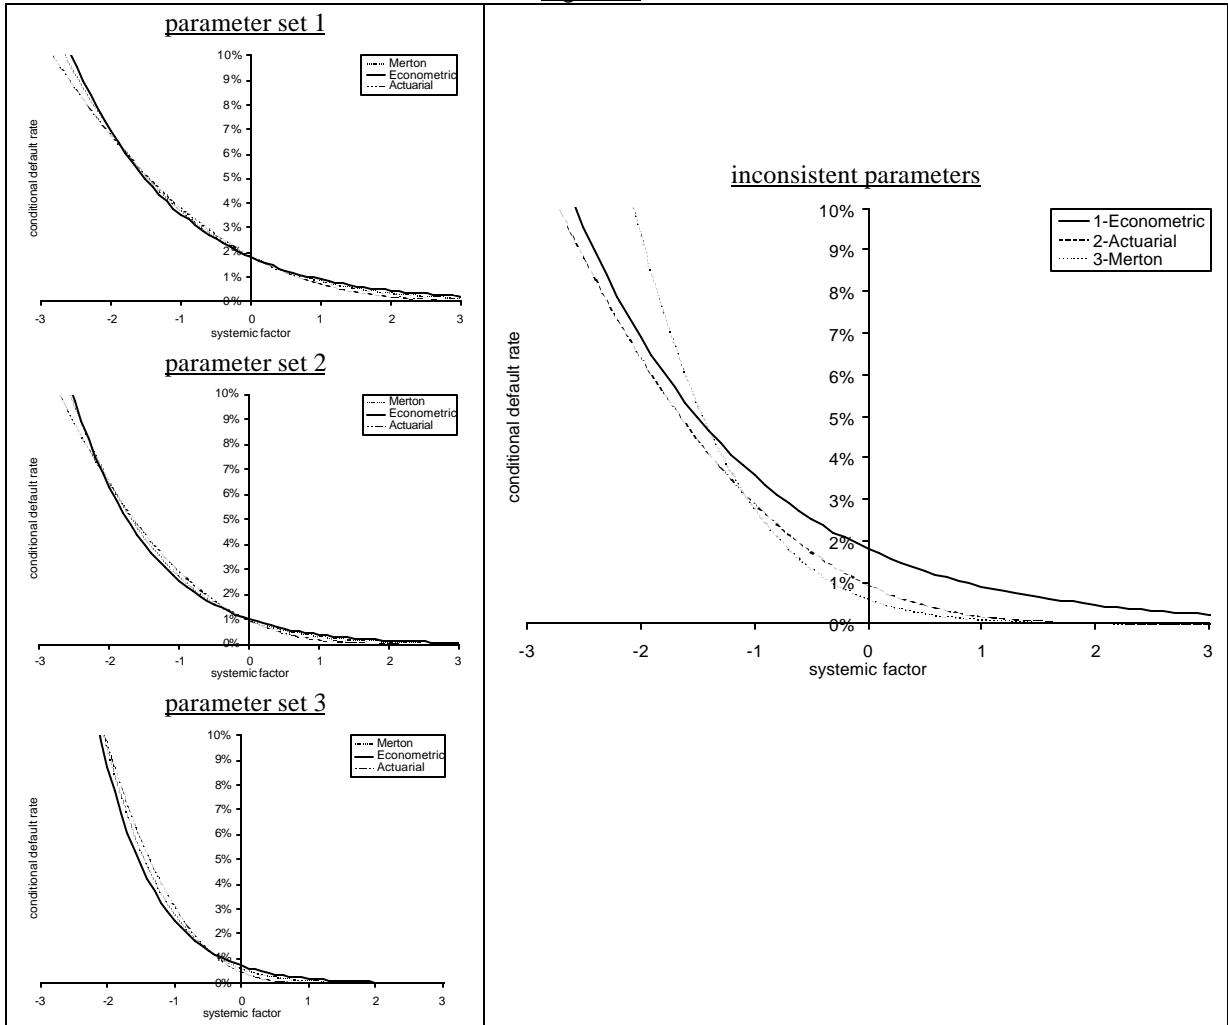 parameter set 1
10%
9%
8%
7%
6%
5%
4%
3%
2%
1%
0%
Merton
Econometric
Actuarial
conditional default rate
-3 -2 -1 0 1 2 3
systemic factor
parameter set 2
10%
9%
8%
7%
6%
5%
4%
3%
2%
1%
0%
Merton
Econometric
Actuarial
conditional default rate
-3 -2 -1 0 1 2 3
systemic factor
parameter set 3
10%
9%
8%
7%
6%
5%
4%
3%
2%
1%
0%
Merton
Econometric
Actuarial
conditional default rate
-3 -2 -1 0 1 2 3
systemic factor
inconsistent parameters
10%
9%
8%
7%
6%
5%
4%
3%
2%
1%
0%
1-Econometric
2-Actuarial
3-Merton
conditional default rate
-3 -2 -1 0 1 2 3
systemic factor